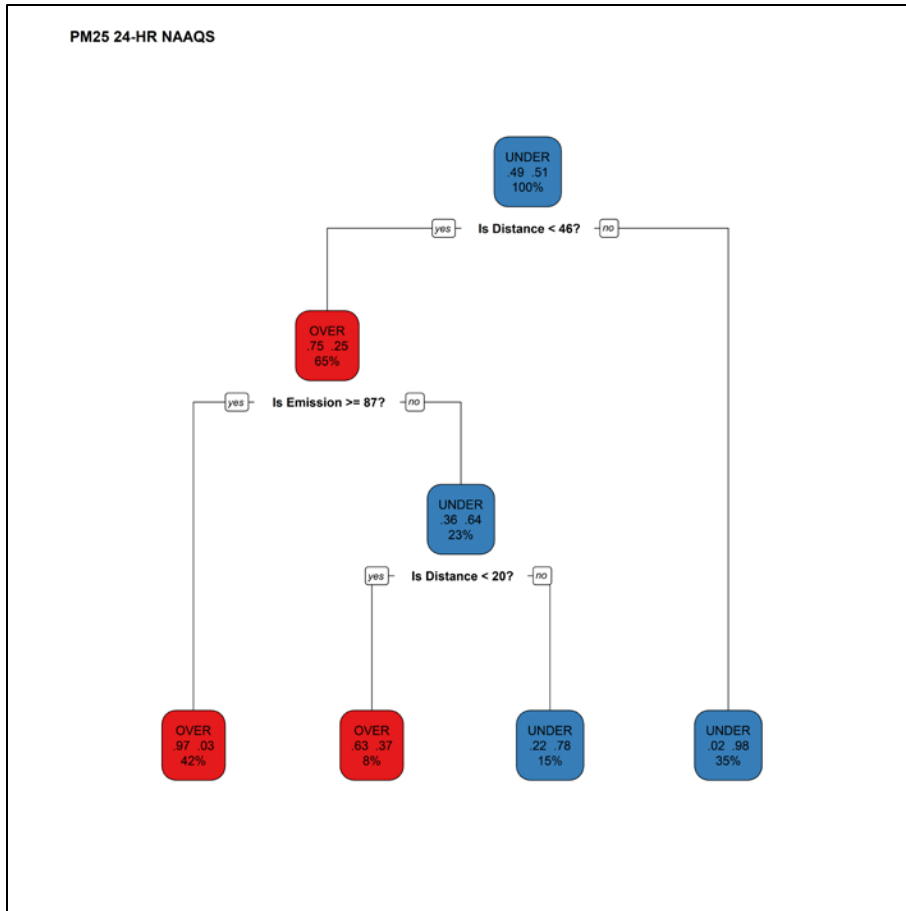 PM25 24-HR NAAQS
UNDER
.49 .51
100%
yes Is Distance < 46? no
OVER
.75 .25
65%
yes Is Emission >= 87? no
UNDER
.36 .64
23%
yes Is Distance < 20? no
OVER
.97 .03
42%
OVER
.63 .37
8%
UNDER
.22 .78
15%
UNDER
.02 .98
35%